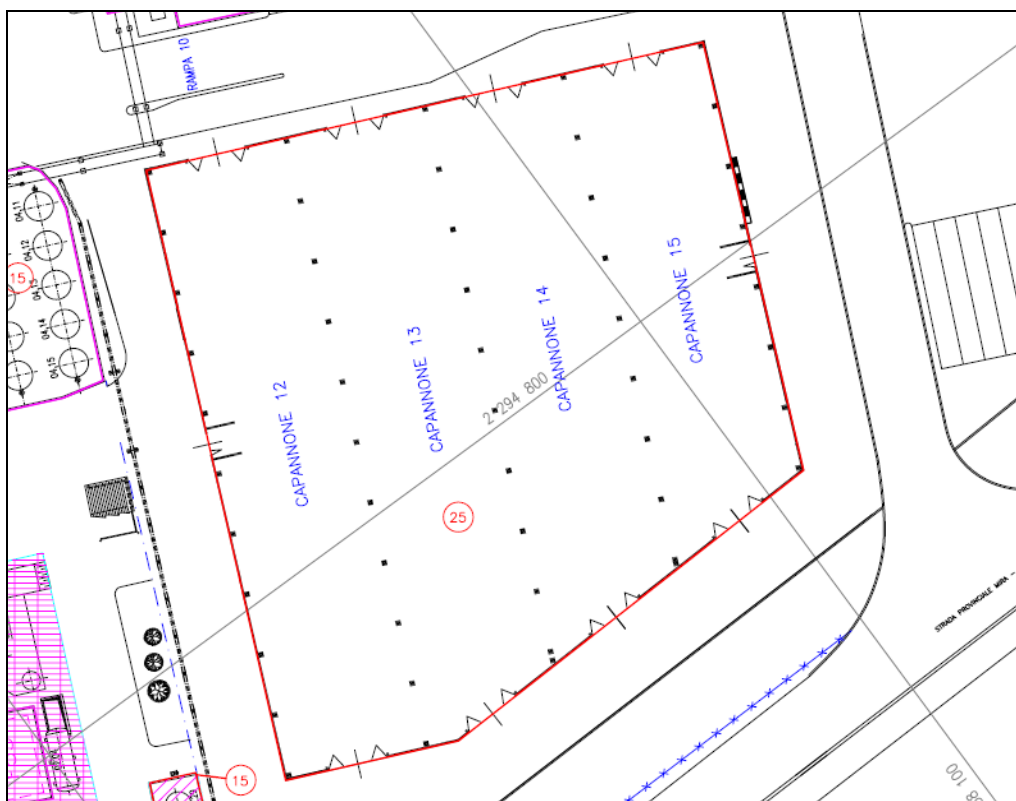 RAMPA 10
04,11
04,12
04,13
04,14
04,15
15
CAPANNONE 12
CAPANNONE 13
CAPANNONE 14
CAPANNONE 15
2 294 800
25
15
STRADA PROVINCIALE MIRA –